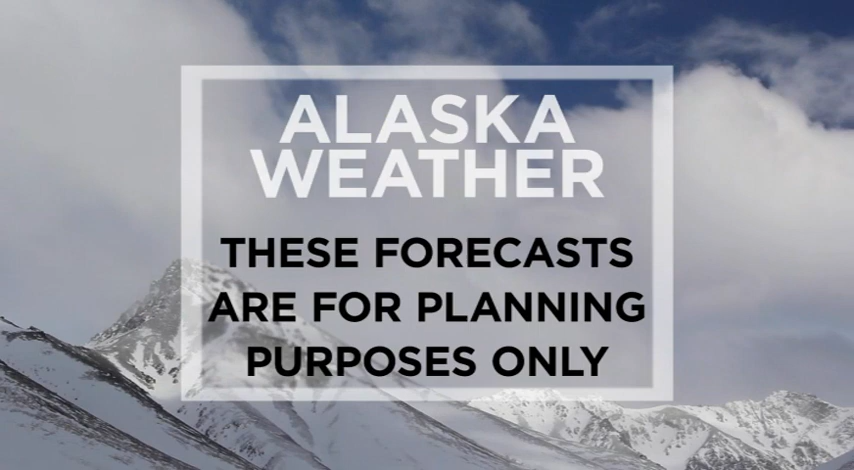 ALASKA
WEATHER
THESE FORECASTS
ARE FOR PLANNING
PURPOSES ONLY